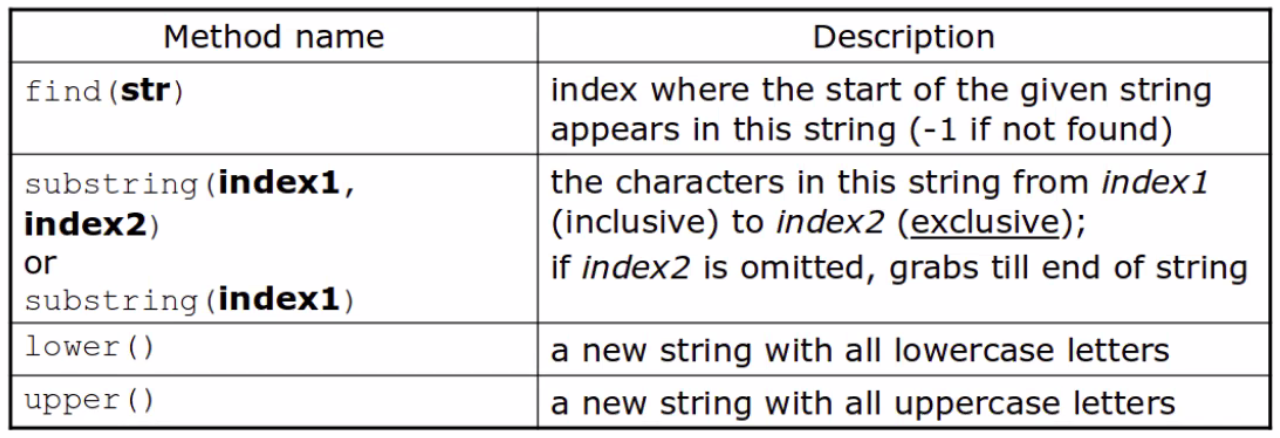 Method name
Description
find(str)
index where the start of the given string
appears in this string (-1 if not found)
substring(index1,
index2)
or
substring(index1)
the characters in this string from index1
(inclusive) to index2 (exclusive);
if index2 is omitted, grabs till end of string
lower()
a new string with all lowercase letters
upper()
a new string with all uppercase letters